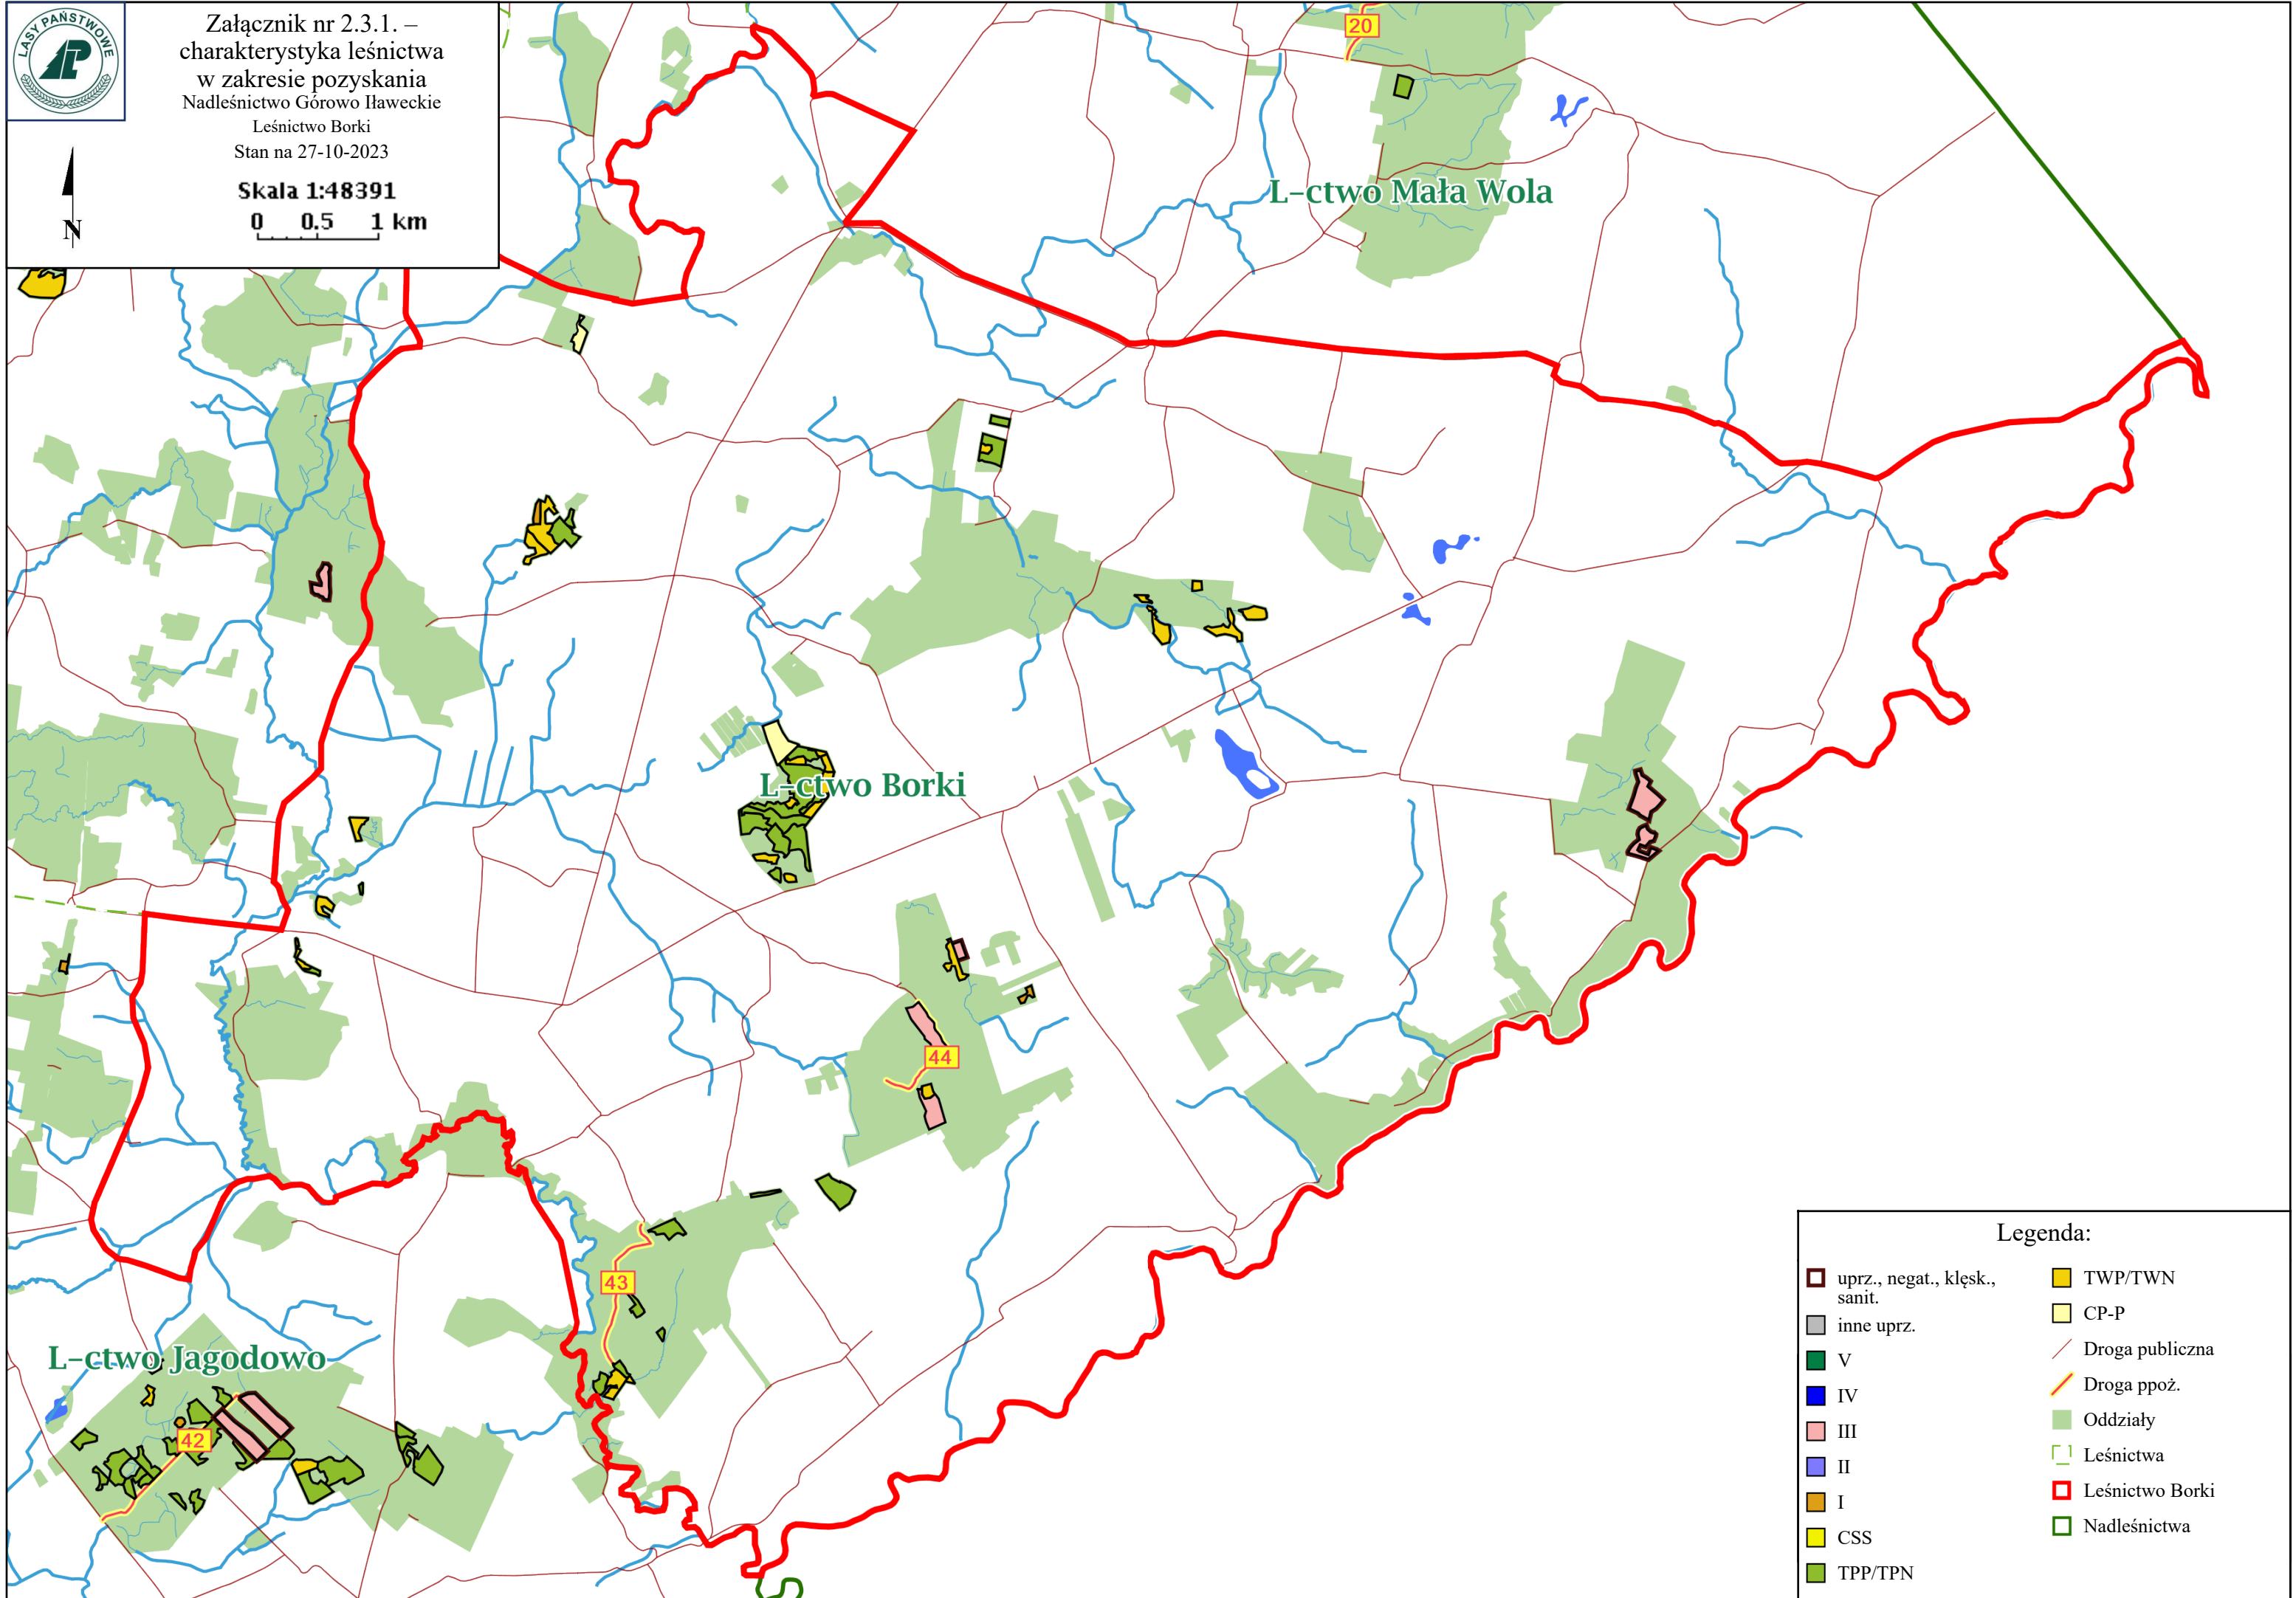 LASY PAŃSTWOWE
Załącznik nr 2.3.1. –
charakterystyka leśnictwa
w zakresie pozyskania
Nadleśnictwo Górowo Iławeckie
Leśnictwo Borki
Stan na 27-10-2023
Skala 1:48391
0 0.5 1 km
N
20
L-ctwo Mała Wola
L-ctwo Borki
44
43
L-ctwo Jagodowo
42
Legenda:
uprz., negat., klęsk.,
sanit.
inne uprz.
V
IV
III
II
I
CSS
TPP/TPN
TWP/TWN
CP-P
Droga publiczna
Droga ppoż.
Oddziały
Leśnictwa
Leśnictwo Borki
Nadleśnictwa